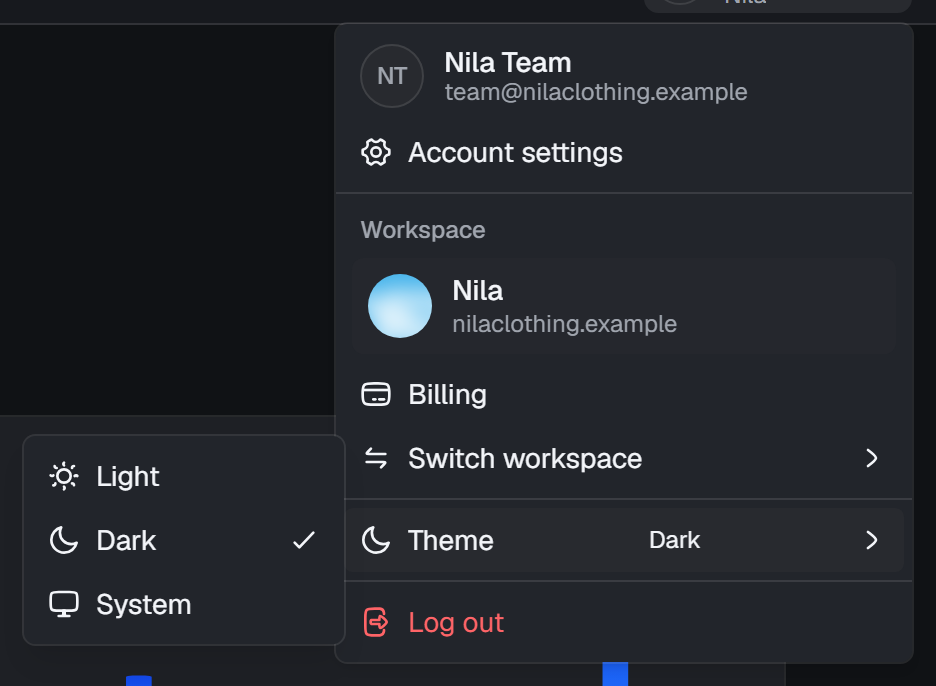 Nila
NT
Nila Team
team@nilaclothing.example
Account settings
Workspace
Nila
nilaclothing.example
Billing
Switch workspace
Theme Dark
Log out
Light
Dark
System